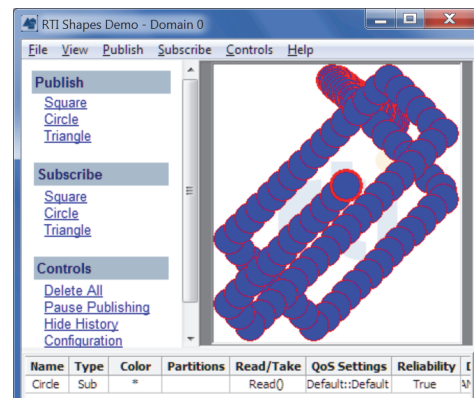 RTI Shapes Demo - Domain 0
File View Publish Subscribe Controls Help
Publish
Square
Circle
Triangle
Subscribe
Square
Circle
Triangle
Controls
Delete All
Pause Publishing
Hide History
Configuration
Name Type Color Partitions Read/Take QoS Settings Reliability
Circle Sub * Read() Default::Default True